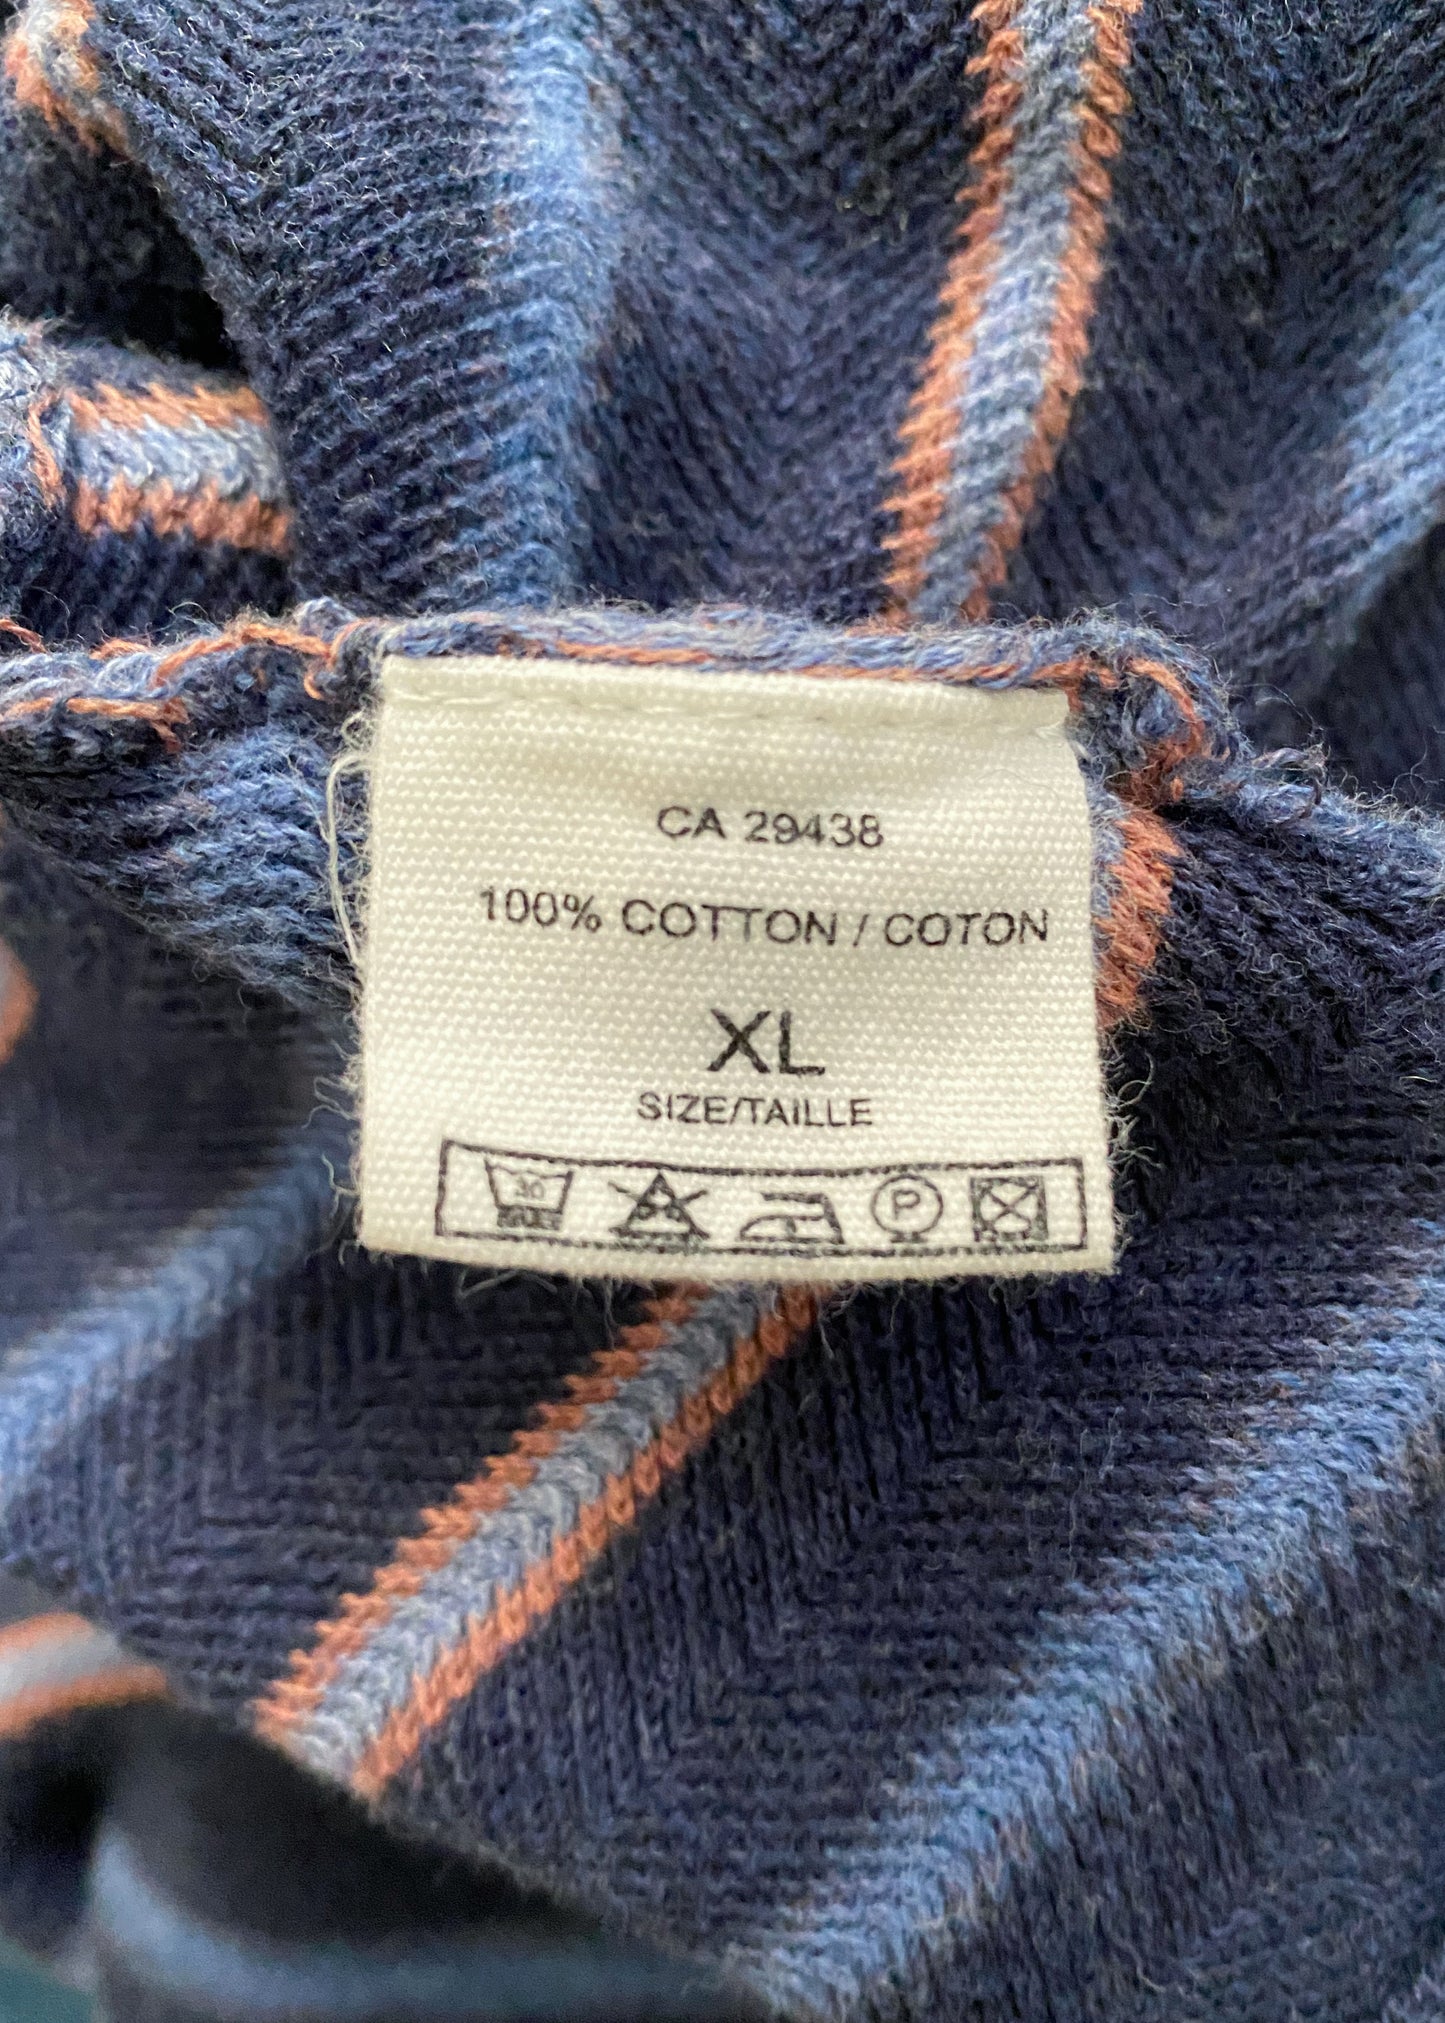 CA 29438
100% COTTON / COTON
XL
SIZE/TAILLE
P